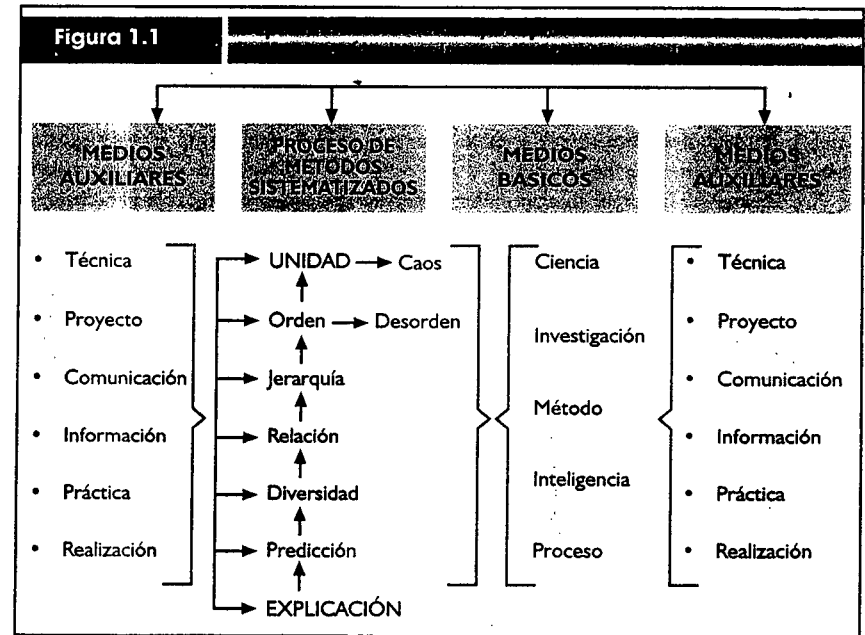 Figura 1.1
MEDIOS AUXILIARES
PROCESO DE MÉTODOS SISTEMATIZADOS
MEDIOS BÁSICOS
MEDIOS AUXILIARES
• Técnica
• Proyecto
• Comunicación
• Información
• Práctica
• Realización
UNIDAD → Caos
Orden → Desorden
Jerarquía
Relación
Diversidad
Predicción
EXPLICACIÓN
Ciencia
Investigación
Método
Inteligencia
Proceso
• Técnica
• Proyecto
• Comunicación
• Información
• Práctica
• Realización